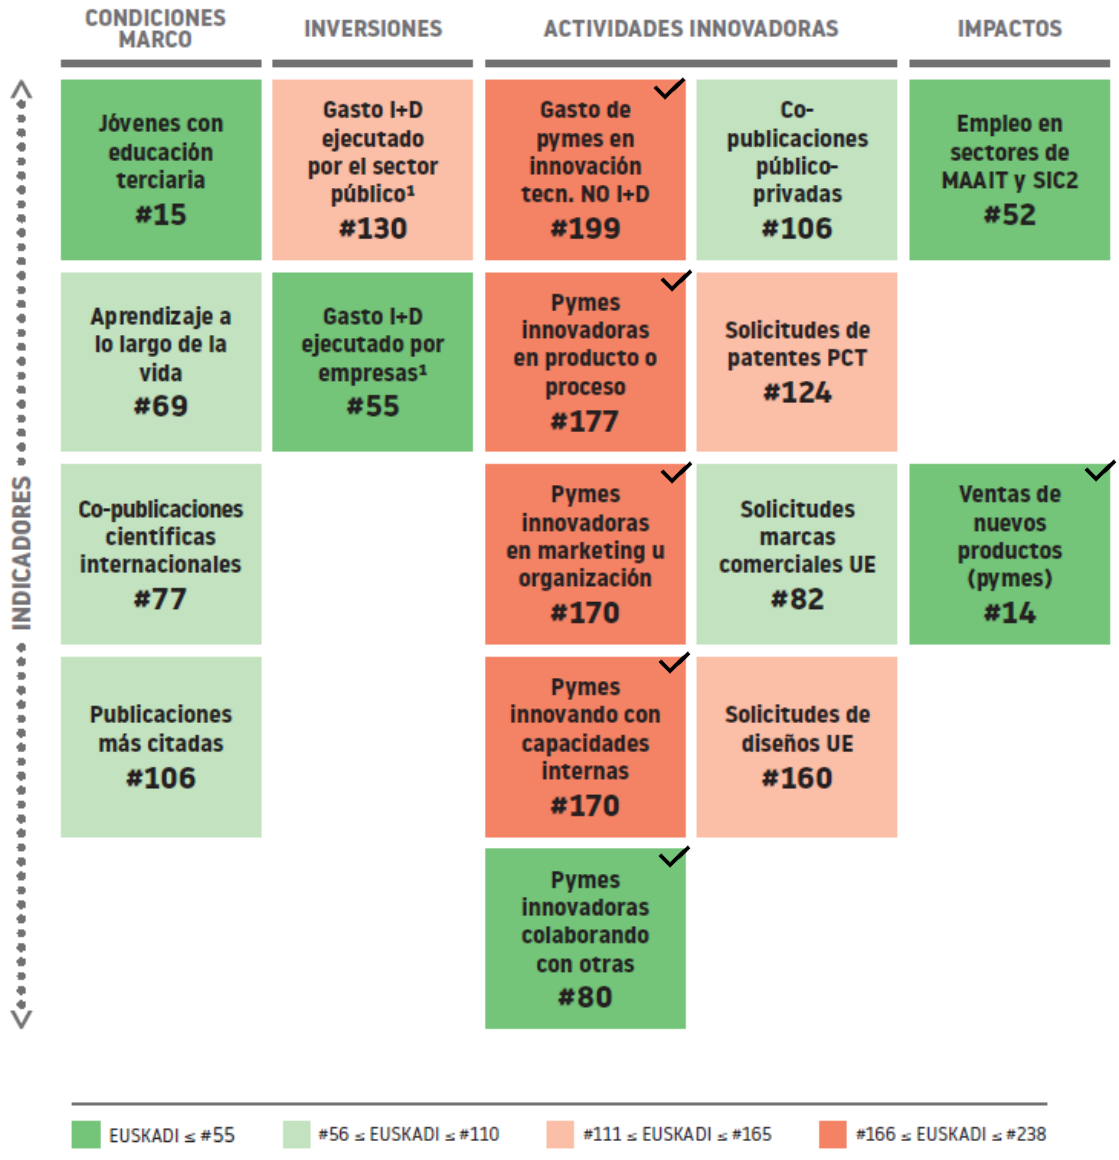 CONDICIONES
MARCO
INVERSIONES
ACTIVIDADES INNOVADORAS
IMPACTOS
INDICADORES
Jóvenes con
educación
terciaria
#15
Gasto I+D
ejecutado
por el sector
público¹
#130
Gasto de
pymes en
innovación
tecn. NO I+D
#199
Co-
publicaciones
público-
privadas
#106
Empleo en
sectores de
MAAIT y SIC2
#52
Aprendizaje a
lo largo de la
vida
#69
Gasto I+D
ejecutado por
empresas¹
#55
Pymes
innovadoras
en producto o
proceso
#177
Solicitudes de
patentes PCT
#124
Co-publicaciones
científicas
internacionales
#77
Pymes
innovadoras
en marketing u
organización
#170
Solicitudes
marcas
comerciales UE
#82
Ventas de
nuevos
productos
(pymes)
#14
Publicaciones
más citadas
#106
Pymes
innovando con
capacidades
internas
#170
Solicitudes de
diseños UE
#160
Pymes
innovadoras
colaborando
con otras
#80
EUSKADI ≤ #55
#56 ≤ EUSKADI ≤ #110
#111 ≤ EUSKADI ≤ #165
#166 ≤ EUSKADI ≤ #238